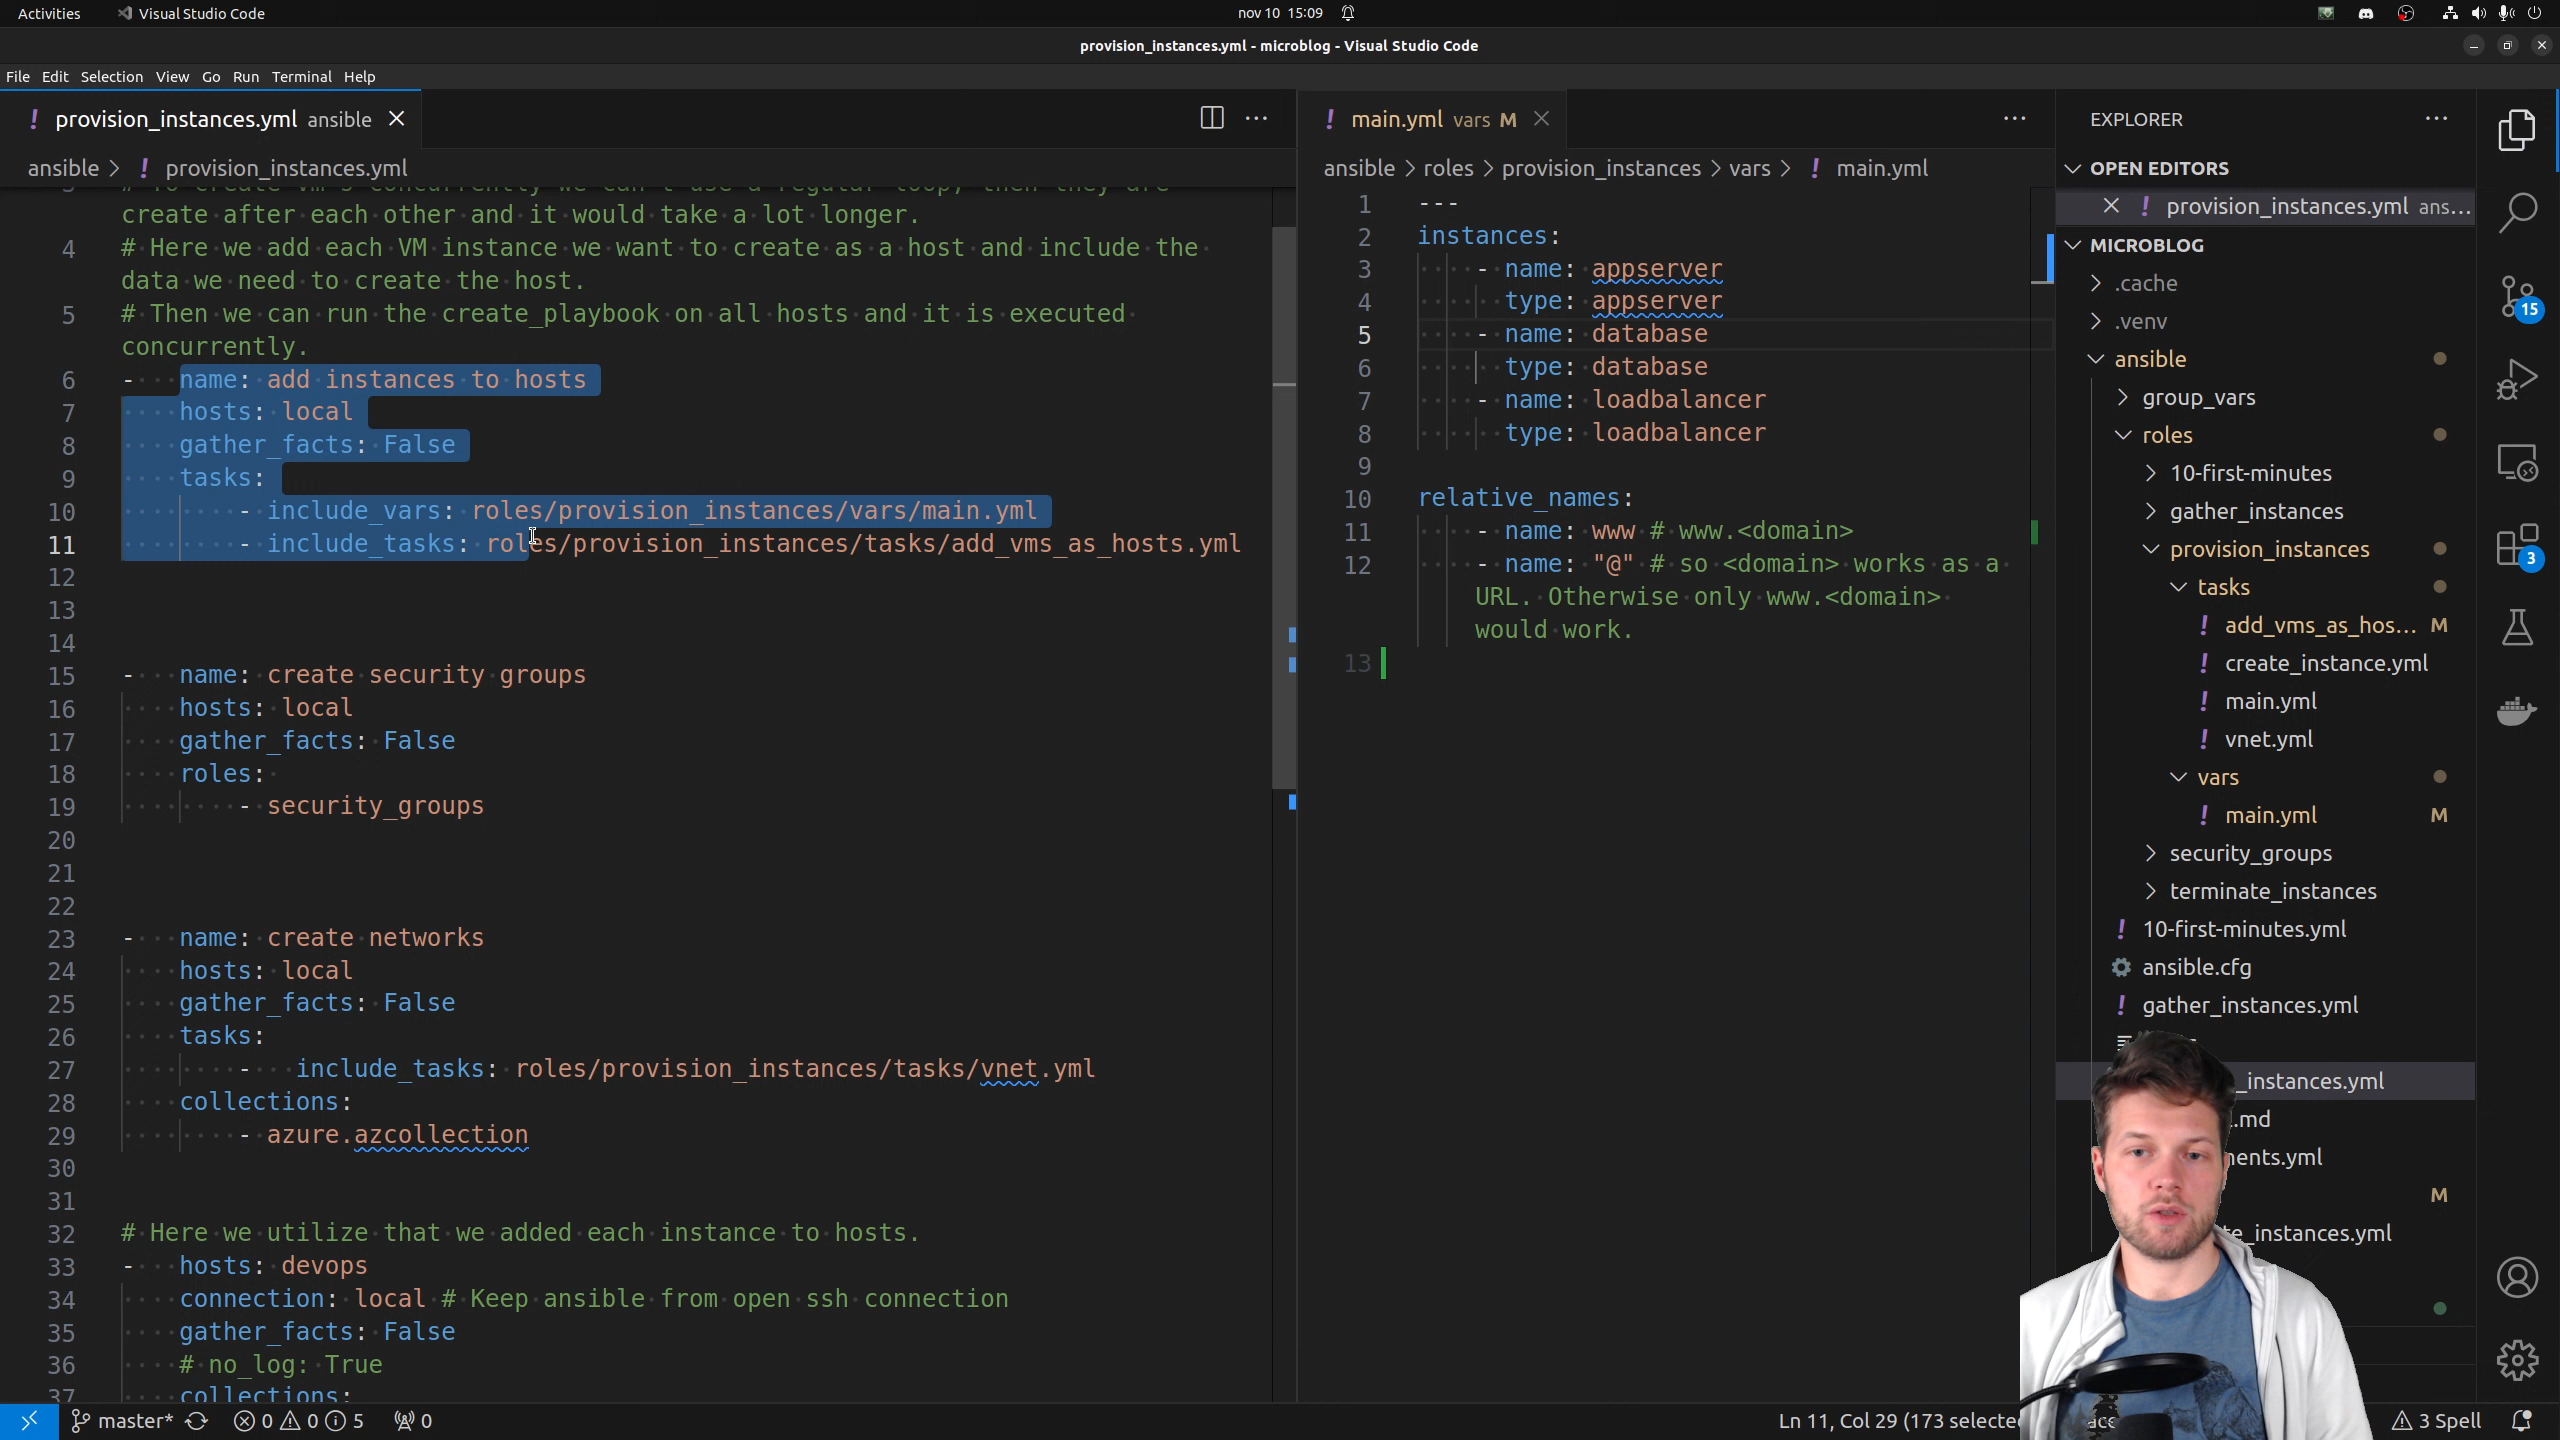 Activities
Visual Studio Code
nov 10 15:09
provision_instances.yml - microblog - Visual Studio Code
File Edit Selection View Go Run Terminal Help
provision_instances.yml ansible
ansible > provision_instances.yml
create after each other and it would take a lot longer.
4 # Here we add each VM instance we want to create as a host and include the
data we need to create the host.
5 # Then we can run the create_playbook on all hosts and it is executed
concurrently.
6 - name: add instances to hosts
7 hosts: local
8 gather_facts: False
9 tasks:
10 - include_vars: roles/provision_instances/vars/main.yml
11 - include_tasks: roles/provision_instances/tasks/add_vms_as_hosts.yml
12
13
14
15 - name: create security groups
16 hosts: local
17 gather_facts: False
18 roles:
19 - security_groups
20
21
22
23 - name: create networks
24 hosts: local
25 gather_facts: False
26 tasks:
27 - include_tasks: roles/provision_instances/tasks/vnet.yml
28 collections:
29 - azure.azcollection
30
31
32 # Here we utilize that we added each instance to hosts.
33 - hosts: devops
34 connection: local # Keep ansible from open ssh connection
35 gather_facts: False
36 # no_log: True
37 collections:
main.yml vars M
ansible > roles > provision_instances > vars > main.yml
1 ---
2 instances:
3 - name: appserver
4 type: appserver
5 - name: database
6 type: database
7 - name: loadbalancer
8 type: loadbalancer
9
10 relative_names:
11 - name: www # www.<domain>
12 - name: "@" # so <domain> works as a
URL. Otherwise only www.<domain>
would work.
13
EXPLORER
OPEN EDITORS
provision_instances.yml ans...
MICROBLOG
.cache
.venv
ansible
group_vars
roles
10-first-minutes
gather_instances
provision_instances
tasks
add_vms_as_hos... M
create_instance.yml
main.yml
vnet.yml
vars
main.yml M
security_groups
terminate_instances
10-first-minutes.yml
ansible.cfg
gather_instances.yml
_instances.yml
.md
ents.yml
M
_instances.yml
15
3
master* 0 0 5 0
Ln 11, Col 29 (173 selecte
3 Spell